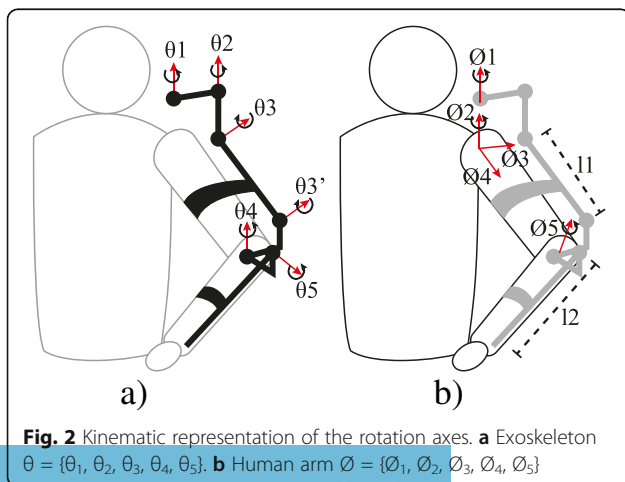 θ1
θ2
θ3
θ3’
θ4
θ5
a)
Ø1
Ø2
Ø3
Ø4
Ø5
l1
l2
b)
Fig. 2 Kinematic representation of the rotation axes. a Exoskeleton
θ = {θ₁, θ₂, θ₃, θ₄, θ₅}. b Human arm Ø = {Ø₁, Ø₂, Ø₃, Ø₄, Ø₅}